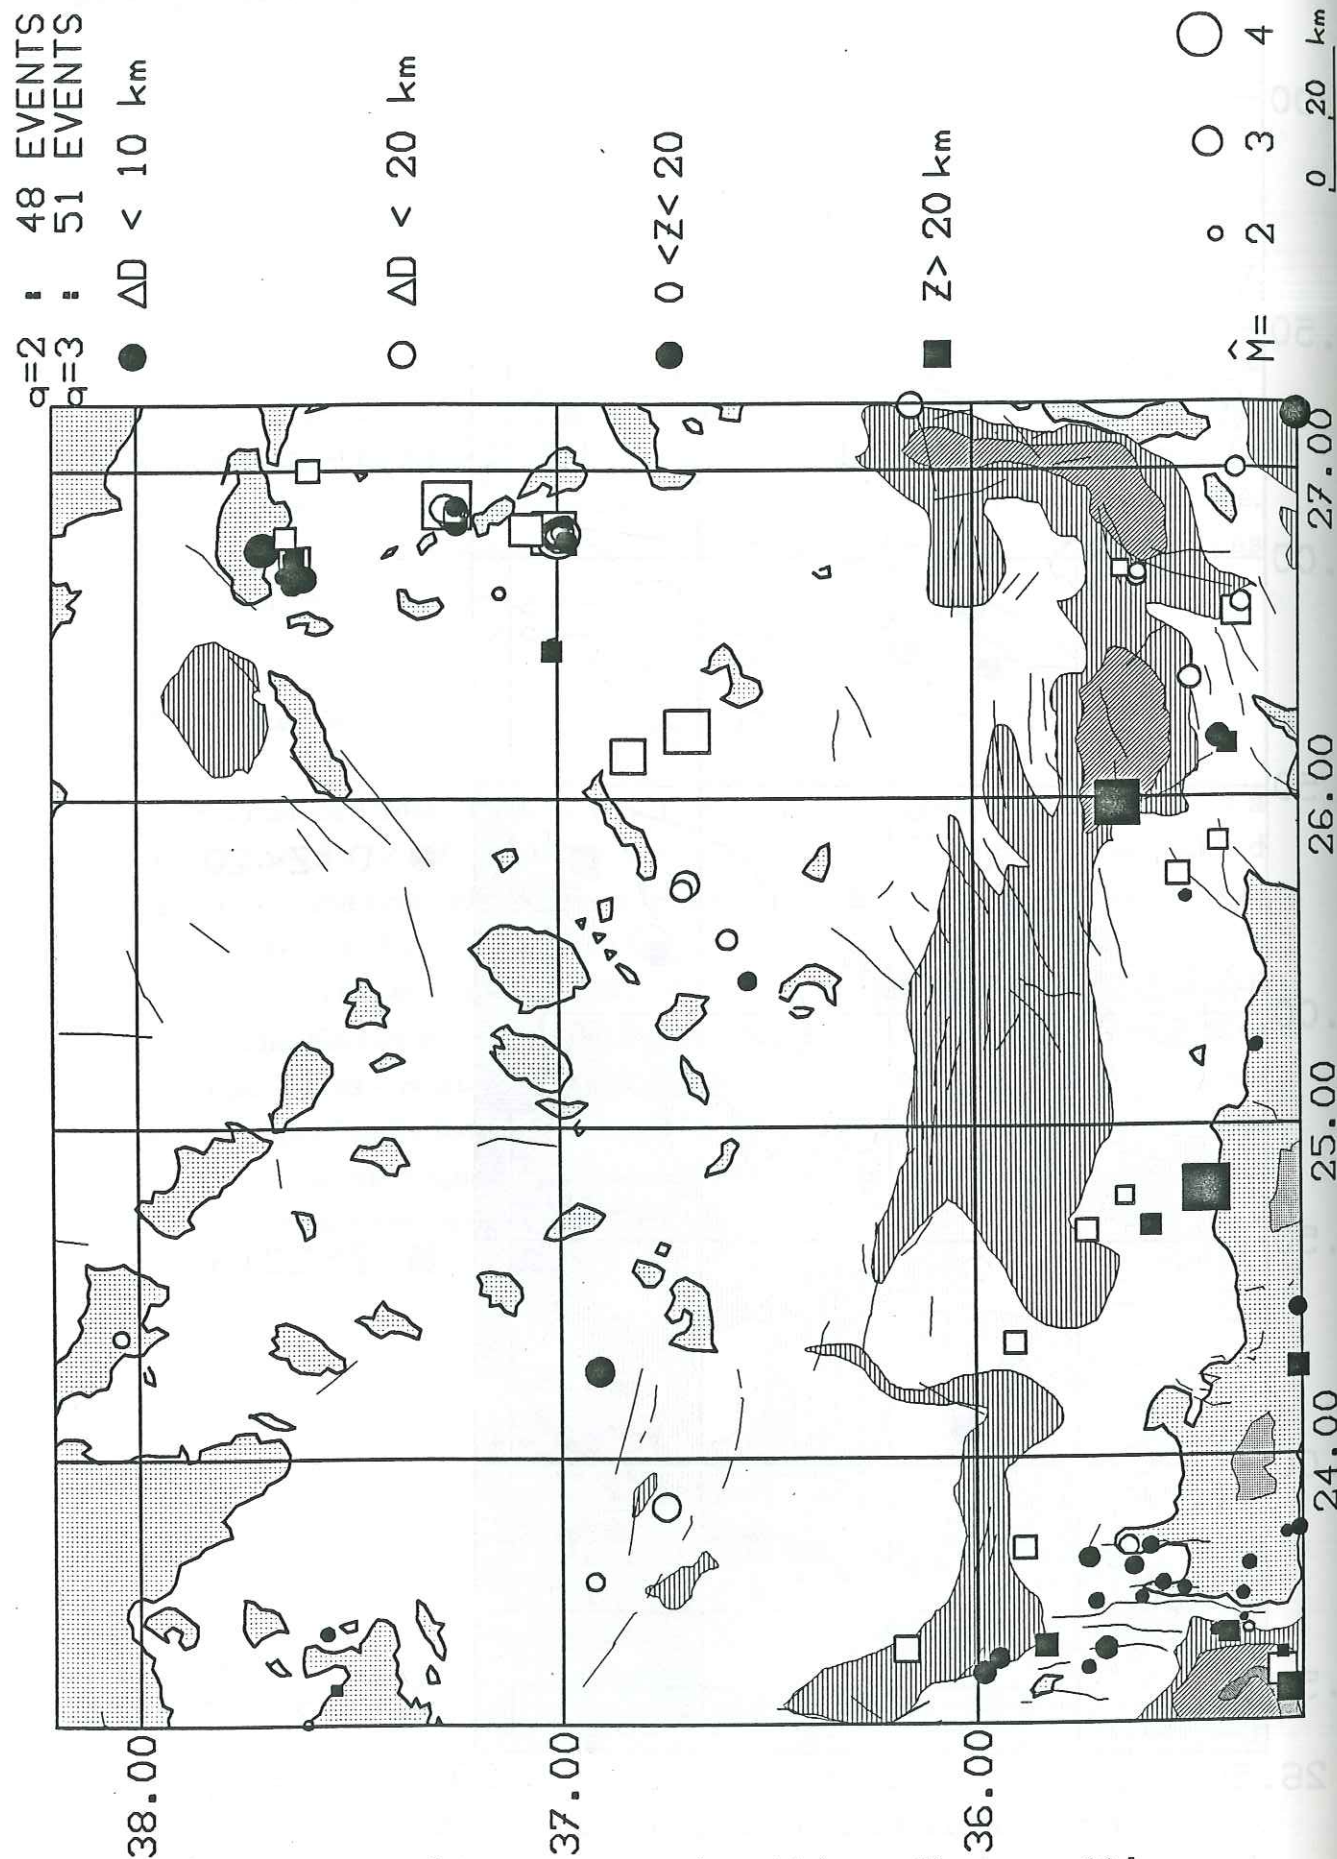 q=2 : 48 EVENTS
q=3 : 51 EVENTS
ΔD < 10 km
ΔD < 20 km
0 <Z< 20
Z> 20 km
M̂= 2 3 4
0 20 km
38.00
37.00
36.00
24.00
25.00
26.00
27.00